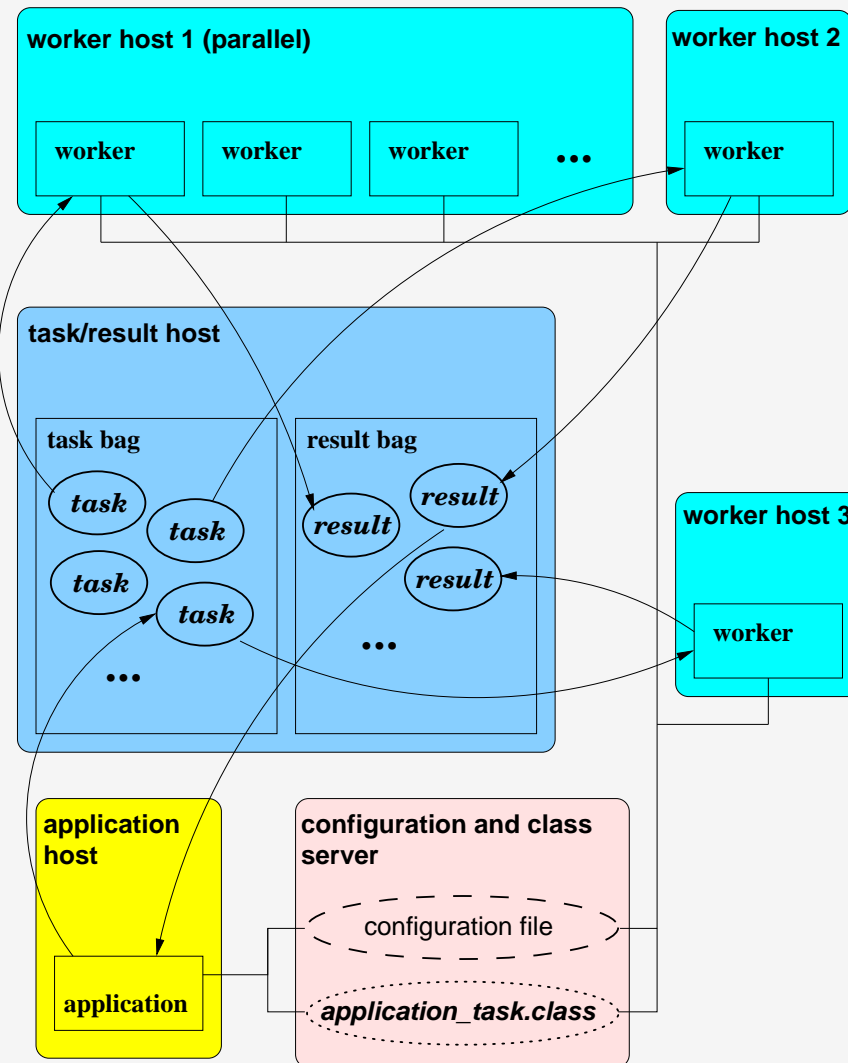 worker host 1 (parallel)
worker host 2
worker
worker
worker
...
worker
task/result host
task bag
result bag
task
task
task
task
...
result
result
result
...
worker host 3
worker
application
host
application
configuration and class
server
configuration file
application_task.class